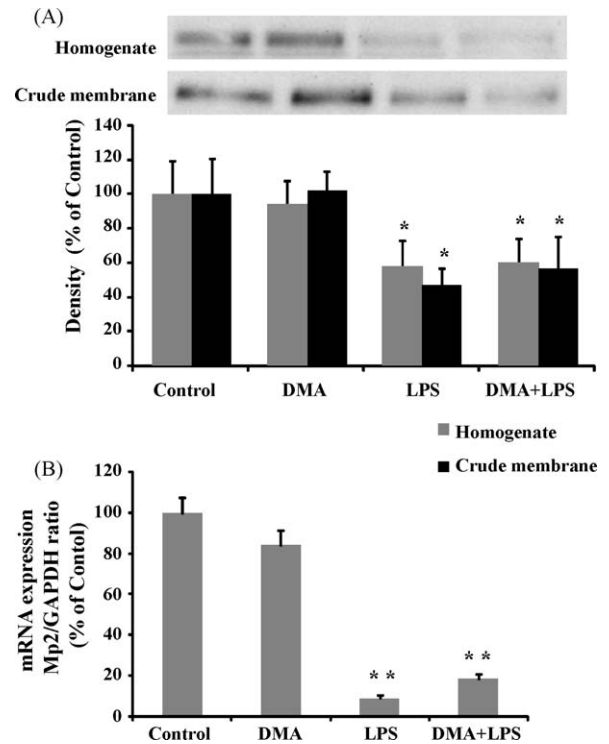 (A)
Homogenate
Crude membrane
Density (% of Control)
140
120
100
80
60
40
20
0
* * * *
Control DMA LPS DMA+LPS
Homogenate
Crude membrane
(B)
mRNA expression
Mp2/GAPDH ratio
(% of Contol)
120
100
80
60
40
20
0
** **
Control DMA LPS DMA+LPS